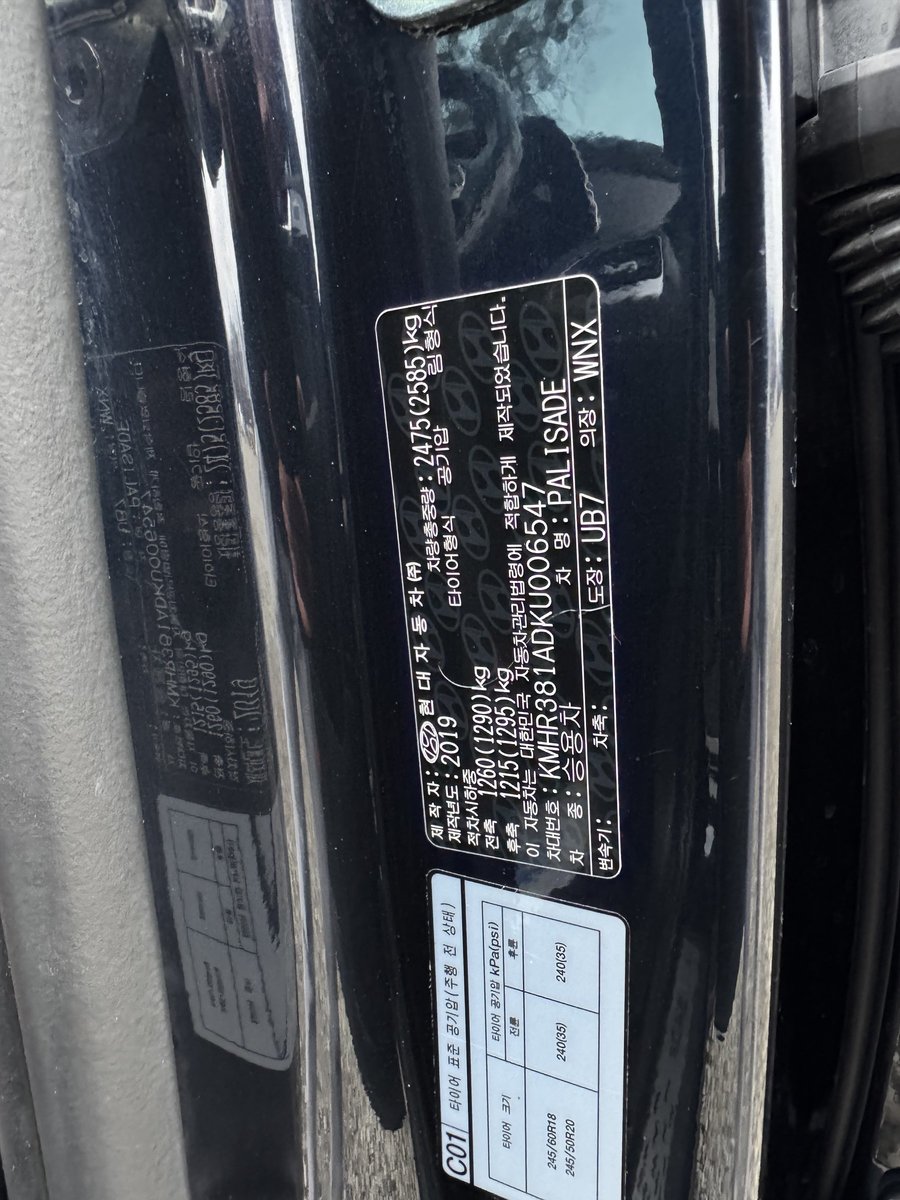 제 작 자 : 현 대 자 동 차 (주)
제작년도 : 2019 차량총중량 : 2475(2585)kg
적차시하중 타이어형식 공기압 림형식
전축 1260(1290)kg
후축 1215(1295)kg
이 자동차는 대한민국 자동차관리법령에 적합하게 제작되었습니다.
차대번호 : KMHR381ADKU006547
차 종 : 승용차 차 명 : PALISADE
변속기 : 차축 : 도장 : UB7 의장 : WNX
C01 타이어 표준 공기압(주행 전 상태)
타이어 크기 타이어 공기압 kPa(psi)
전륜 후륜
245/60R18
245/50R20 240(35) 240(35)